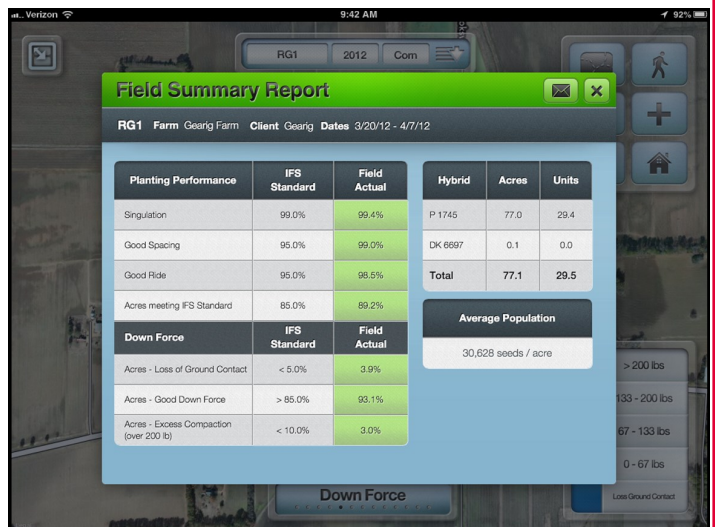 Verizon
9:42 AM
92%
RG1 2012 Com
Field Summary Report
RG1 Farm Gearig Farm Client Gearig Dates 3/20/12 - 4/7/12
Planting Performance IFS Standard Field Actual
Singulation 99.0% 99.4%
Good Spacing 95.0% 99.0%
Good Ride 95.0% 98.5%
Acres meeting IFS Standard 85.0% 89.2%
Down Force IFS Standard Field Actual
Acres - Loss of Ground Contact < 5.0% 3.9%
Acres - Good Down Force > 85.0% 93.1%
Acres - Excess Compaction (over 200 lb) < 10.0% 3.0%
Hybrid Acres Units
P 1745 77.0 29.4
DK 6697 0.1 0.0
Total 77.1 29.5
Average Population
30,628 seeds / acre
> 200 lbs
133 - 200 lbs
67 - 133 lbs
0 - 67 lbs
Loss Ground Contact
Down Force